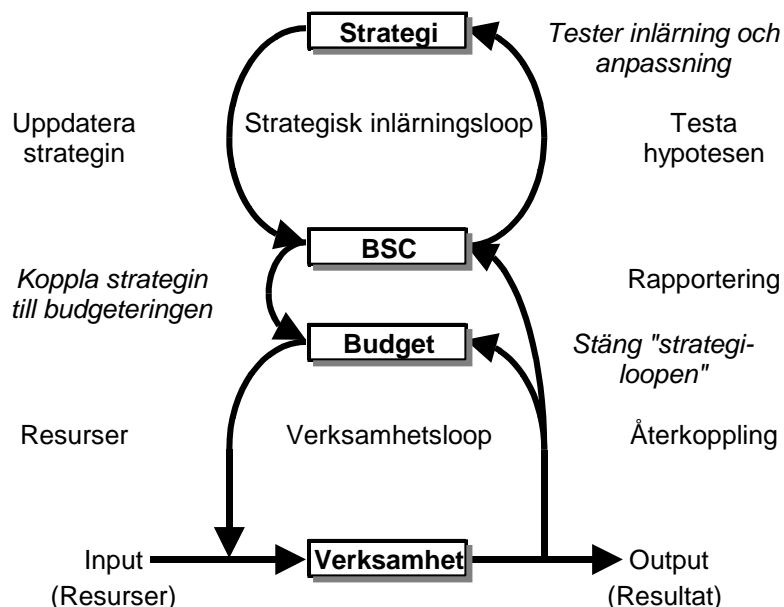 Strategi
Tester inlärning och
anpassning
Uppdatera
strategin
Strategisk inlärningsloop
Testa
hypotesen
BSC
Koppla strategin
till budgeteringen
Rapportering
Budget
Stäng "strategi-
loopen"
Resurser
Verksamhetsloop
Återkoppling
Input
(Resurser)
Verksamhet
Output
(Resultat)